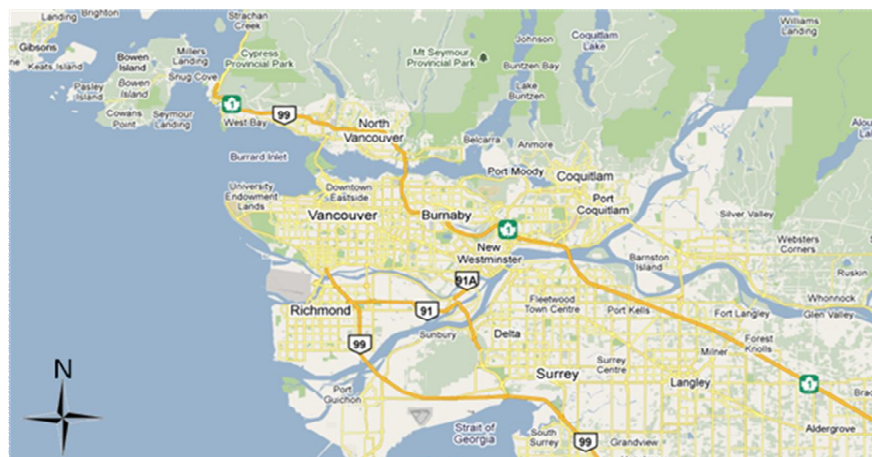 Landing
Brighton
Strachan
Creek
Williams
Landing
Gibsons
Keats Island
Millers
Landing
Bowen
Island
Snug Cove
Bowen
Island
Pasley
Island
Cowans
Point
Seymour
Landing
Cypress
Provincial Park
Mt Seymour
Provincial Park
Johnson
Buntzen Bay
Coquitlam
Lake
Lake
Buntzen
1
West Bay
99
North
Vancouver
Belcarra
Anmore
Burrard Inlet
Port Moody
Coquitlam
University
Endowment
Lands
Downtown
Eastside
Vancouver
Burnaby
Port
Coquitlam
Silver Valley
1
New
Westminster
Barnston
Island
Websters
Corners
Ruskin
91A
Fleetwood
Town Centre
Whonnock
Richmond
91
Port Kells
Fort Langley
Glen Valley
Sunbury
Delta
99
Forest
Knolls
Milner
Surrey
Centre
N
Surrey
Langley
1
Port
Guichon
Strait of
Georgia
South
Surrey
99
Grandview
Aldergrove